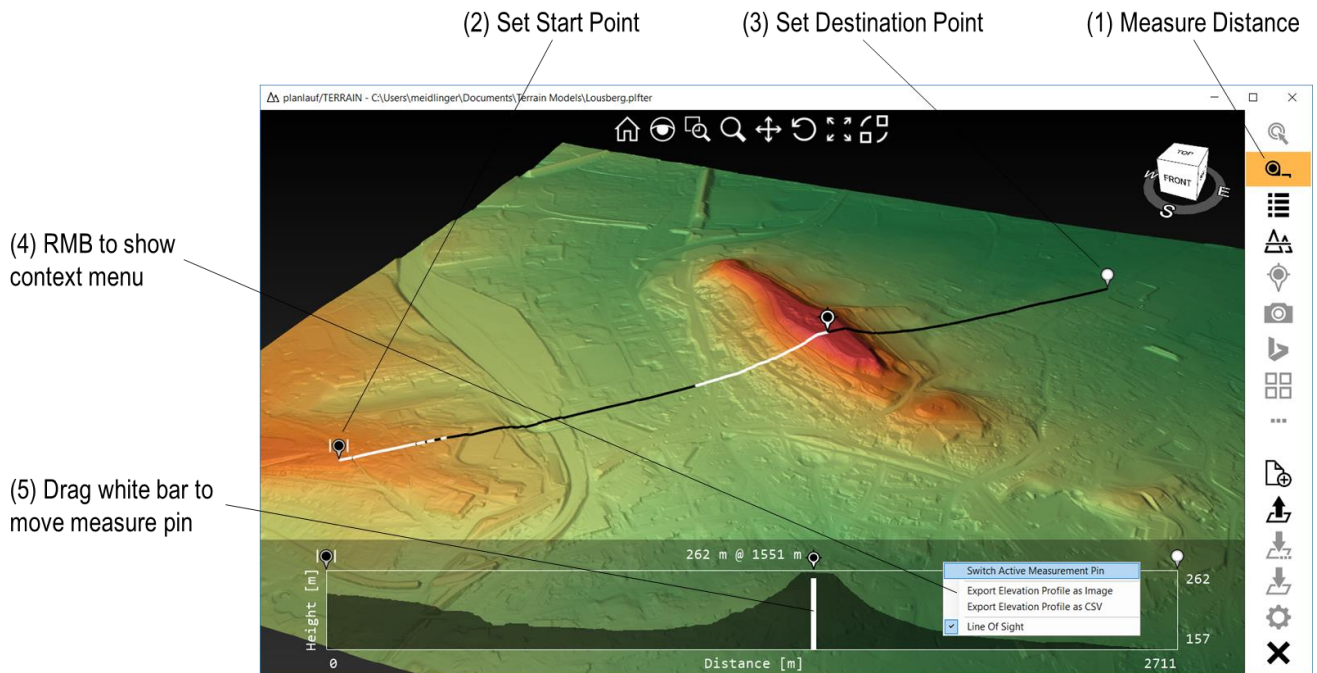 (2) Set Start Point
(3) Set Destination Point
(1) Measure Distance
planlauf/TERRAIN - C:\Users\meidlinger\Documents\Terrain Models\Lousberg.plfter
TOP
FRONT
W
E
S
(4) RMB to show
context menu
(5) Drag white bar to
move measure pin
262 m @ 1551 m
Height [m]
Switch Active Measurement Pin
Export Elevation Profile as Image
Export Elevation Profile as CSV
Line Of Sight
262
157
0
Distance [m]
2711